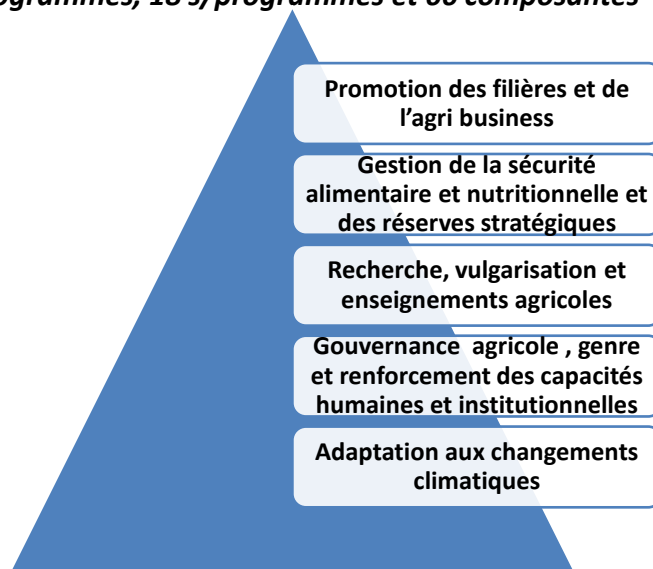 ogrammes, 18 s/programmes et 60 composantes
Promotion des filières et de
l’agri business
Gestion de la sécurité
alimentaire et nutritionnelle et
des réserves stratégiques
Recherche, vulgarisation et
enseignements agricoles
Gouvernance agricole , genre
et renforcement des capacités
humaines et institutionnelles
Adaptation aux changements
climatiques